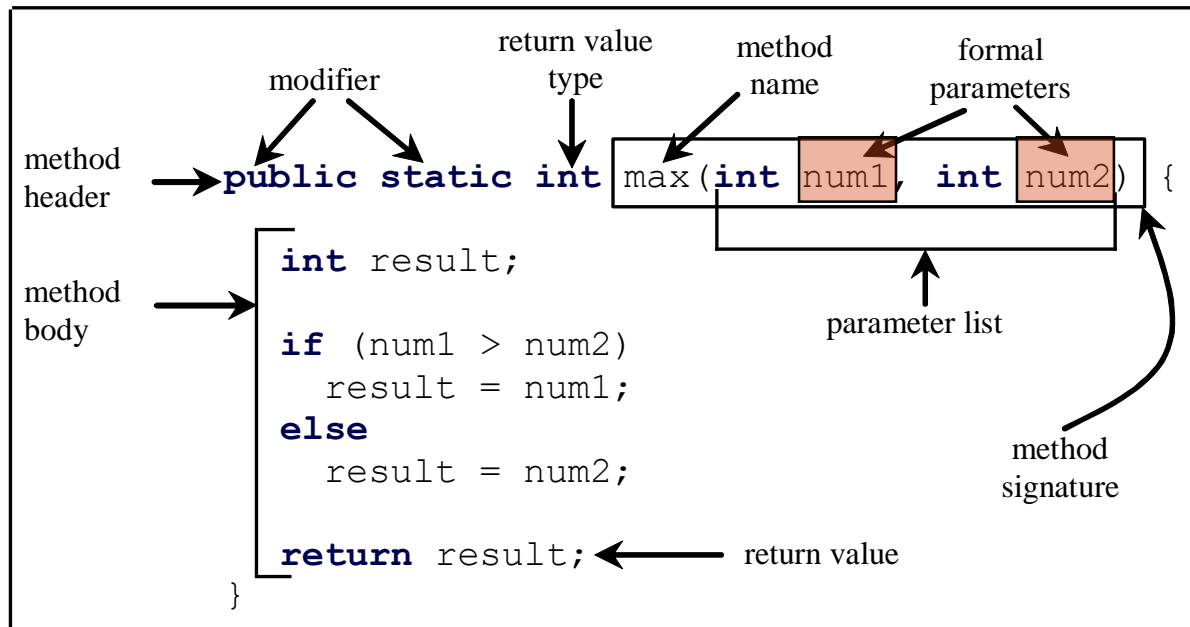 return value
type
method
name
formal
parameters
modifier
method
header
public static int max(int num1, int num2) {
method
body
int result;
if (num1 > num2)
result = num1;
else
result = num2;
return result;
}
parameter list
method
signature
return value